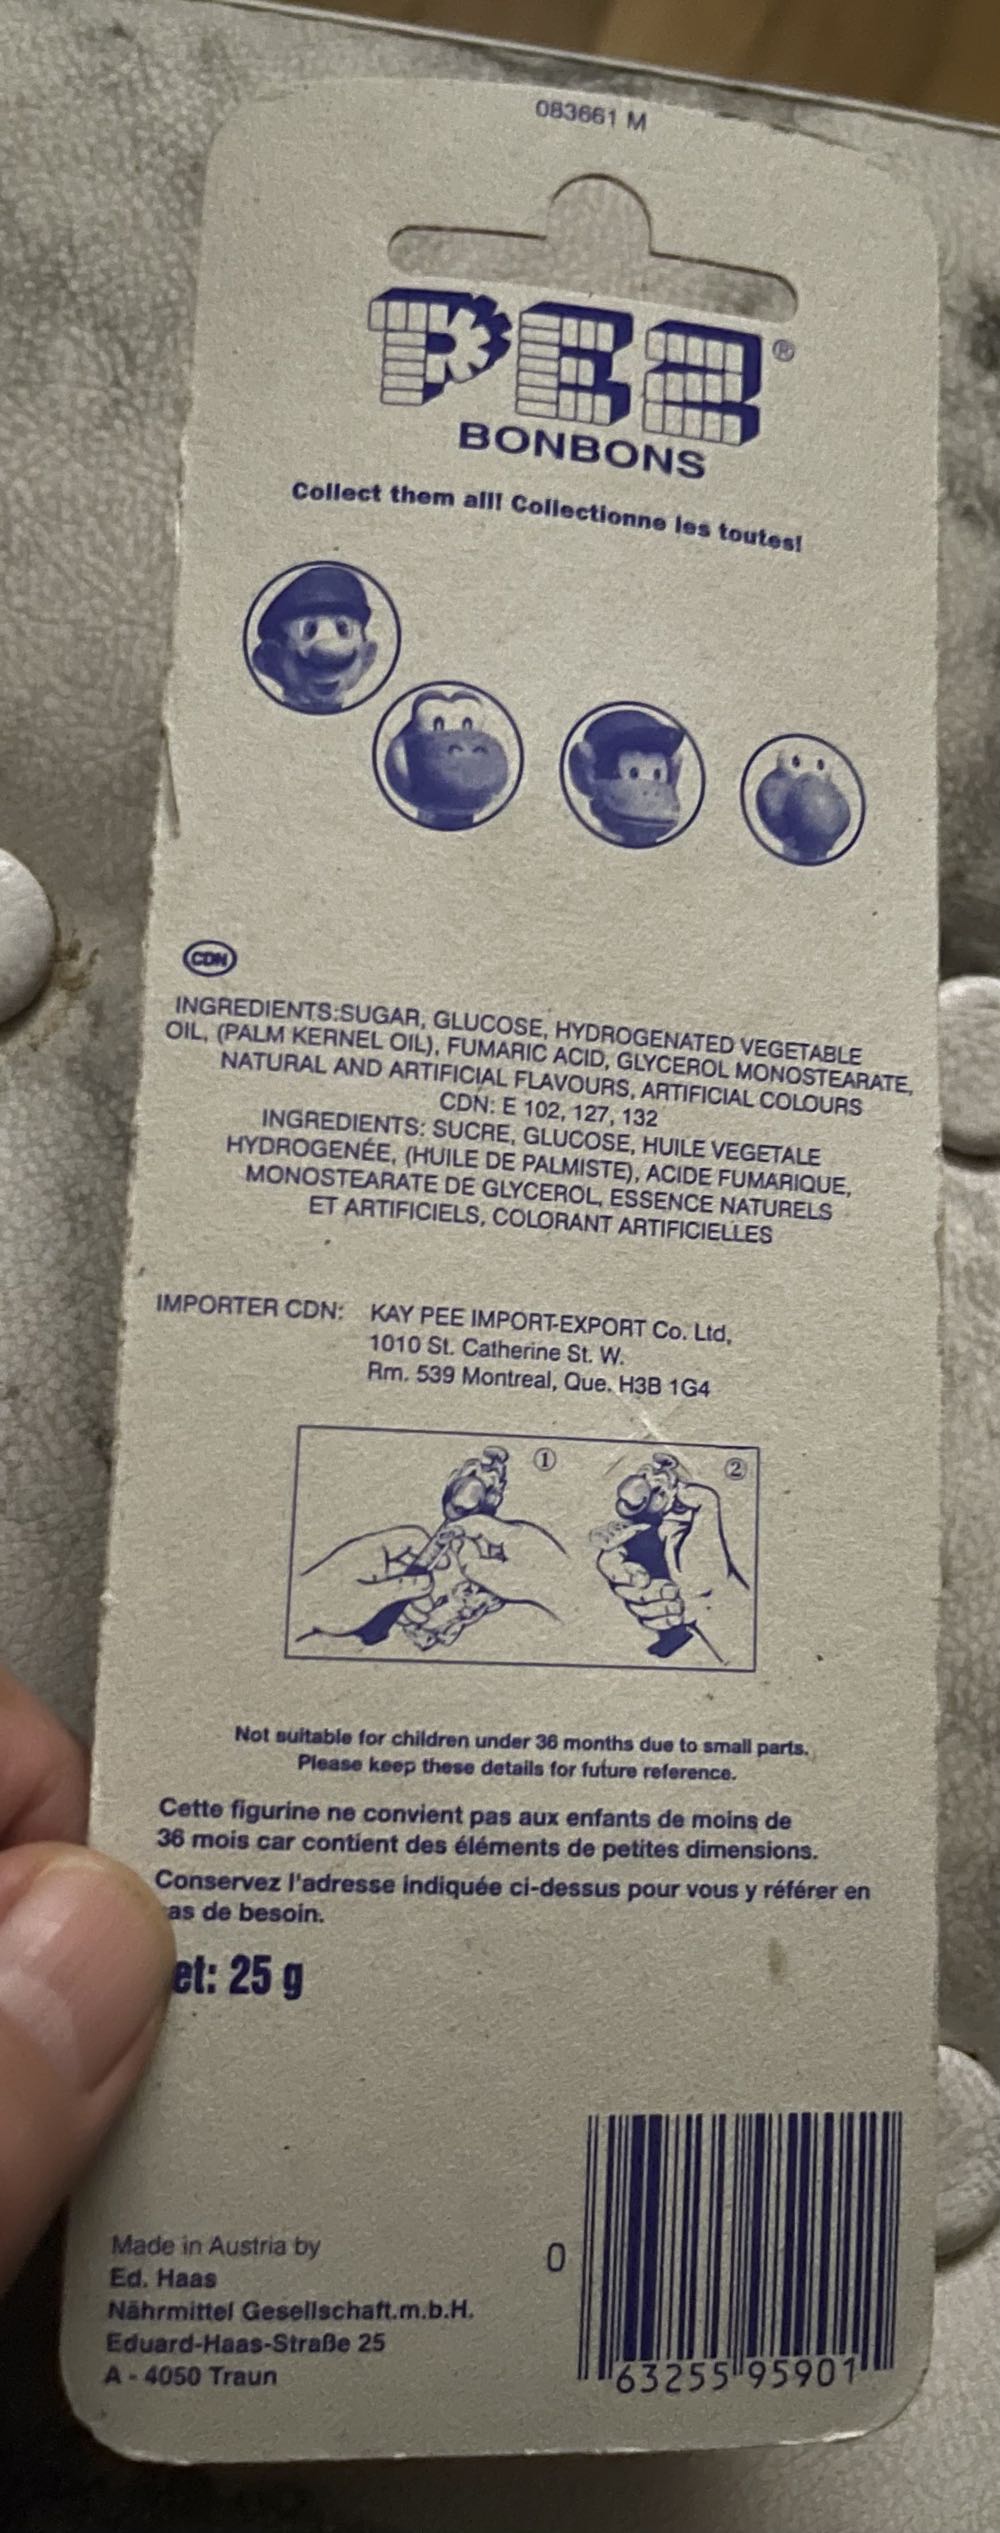 083661 M
PEZ®
BONBONS
Collect them all! Collectionne les toutes!
CDN
INGREDIENTS:SUGAR, GLUCOSE, HYDROGENATED VEGETABLE
OIL, (PALM KERNEL OIL), FUMARIC ACID, GLYCEROL MONOSTEARATE,
NATURAL AND ARTIFICIAL FLAVOURS, ARTIFICIAL COLOURS
CDN: E 102, 127, 132
INGREDIENTS: SUCRE, GLUCOSE, HUILE VEGETALE
HYDROGENÉE, (HUILE DE PALMISTE), ACIDE FUMARIQUE,
MONOSTEARATE DE GLYCEROL, ESSENCE NATURELS
ET ARTIFICIELS, COLORANT ARTIFICIELLES
IMPORTER CDN: KAY PEE IMPORT-EXPORT Co. Ltd,
1010 St. Catherine St. W.
Rm. 539 Montreal, Que. H3B 1G4
1 2
Not suitable for children under 36 months due to small parts.
Please keep these details for future reference.
Cette figurine ne convient pas aux enfants de moins de
36 mois car contient des éléments de petites dimensions.
Conservez l'adresse indiquée ci-dessus pour vous y référer en
as de besoin.
et: 25 g
Made in Austria by
Ed. Haas
Nährmittel Gesellschaft.m.b.H.
Eduard-Haas-Straße 25
A - 4050 Traun
0 63255 95901